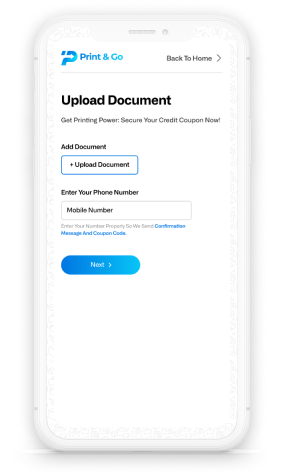 Print & Go
Back To Home
Upload Document
Get Printing Power: Secure Your Credit Coupon Now!
Add Document
+ Upload Document
Enter Your Phone Number
Mobile Number
Enter Your Number Properly So We Send Confirmation
Message And Coupon Code.
Next